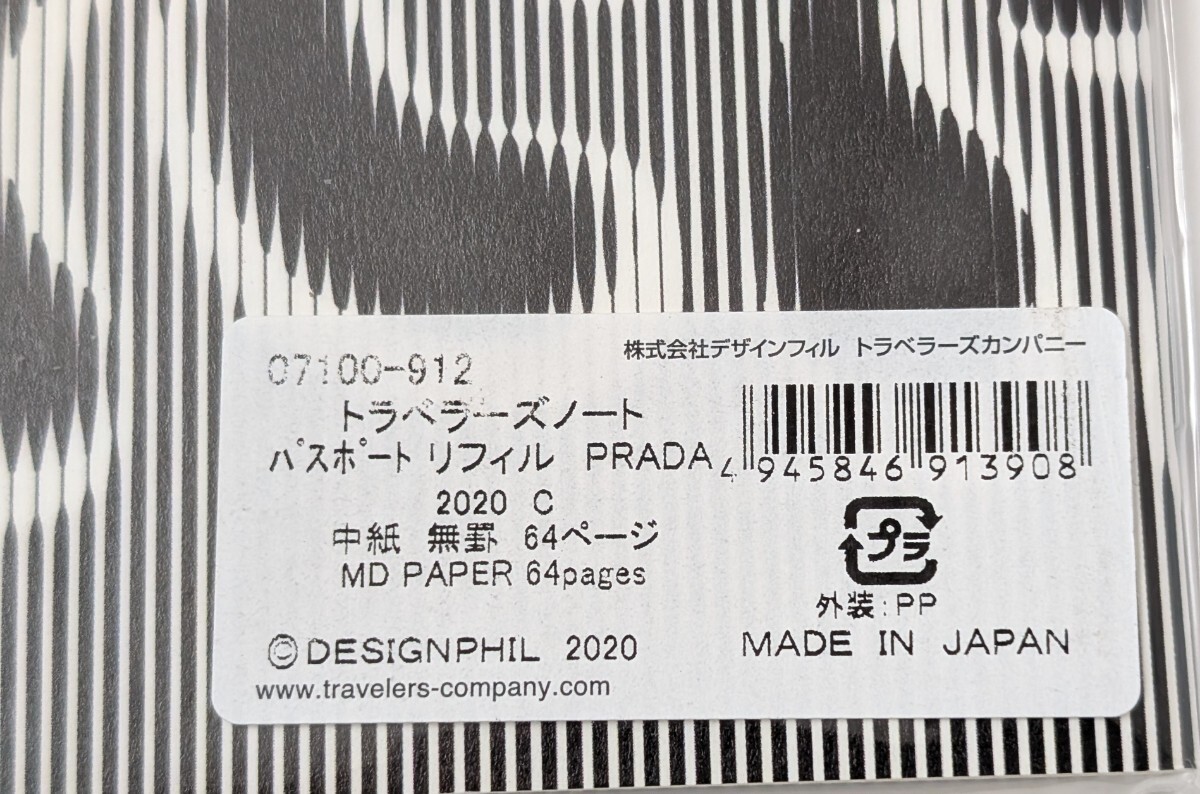 07100-912
株式会社デザインフィル トラベラーズカンパニー
トラベラーズノート
パスポート リフィル PRADA
2020 C
中紙 無罫 64ページ
MD PAPER 64pages
©DESIGNPHIL 2020
www.travelers-company.com
4 945846 913908
プラ
外装:PP
MADE IN JAPAN